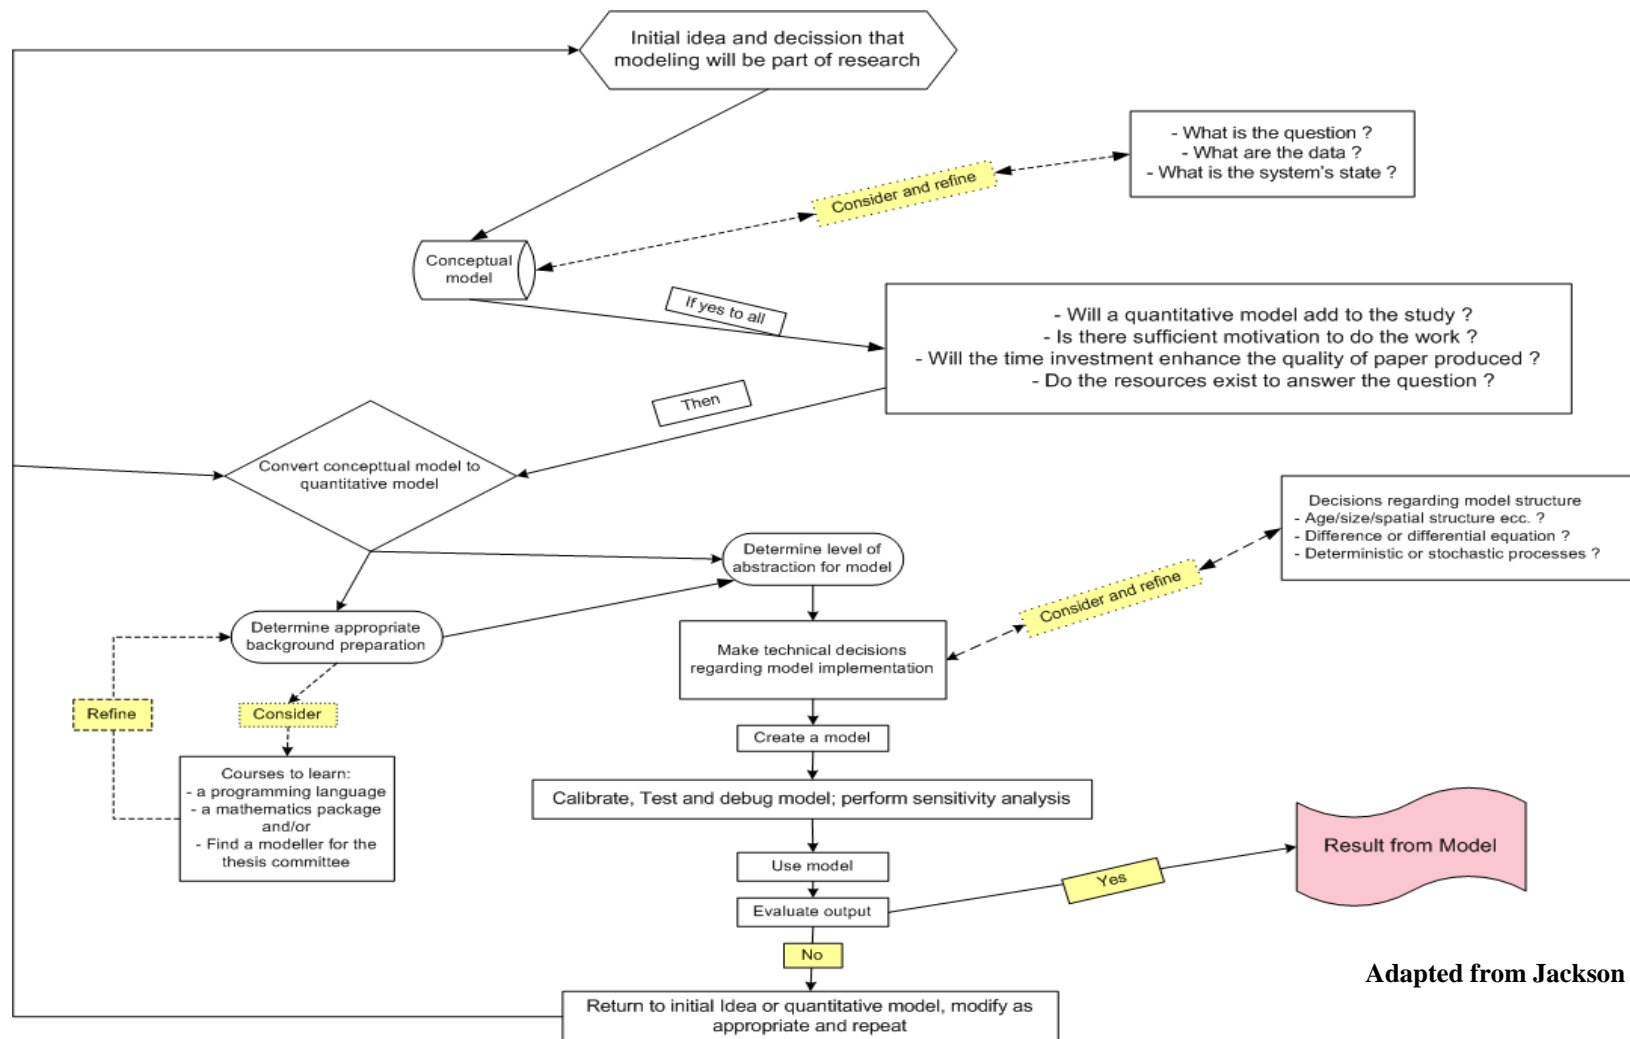 Initial idea and decission that
modeling will be part of research
- What is the question ?
- What are the data ?
- What is the system's state ?
Consider and refine
Conceptual
model
If yes to all
- Will a quantitative model add to the study ?
- Is there sufficient motivation to do the work ?
- Will the time investment enhance the quality of paper produced ?
- Do the resources exist to answer the question ?
Then
Convert concepttual model to
quantitative model
Decisions regarding model structure
- Age/size/spatial structure ecc. ?
- Difference or differential equation ?
- Deterministic or stochastic processes ?
Determine level of
abstraction for model
Consider and refine
Determine appropriate
background preparation
Make technical decisions
regarding model implementation
Refine
Consider
Create a model
Courses to learn:
- a programming language
- a mathematics package
and/or
- Find a modeller for the
thesis committee
Calibrate, Test and debug model; perform sensitivity analysis
Use model
Yes
Result from Model
Evaluate output
No
Adapted from Jackson
Return to initial Idea or quantitative model, modify as
appropriate and repeat